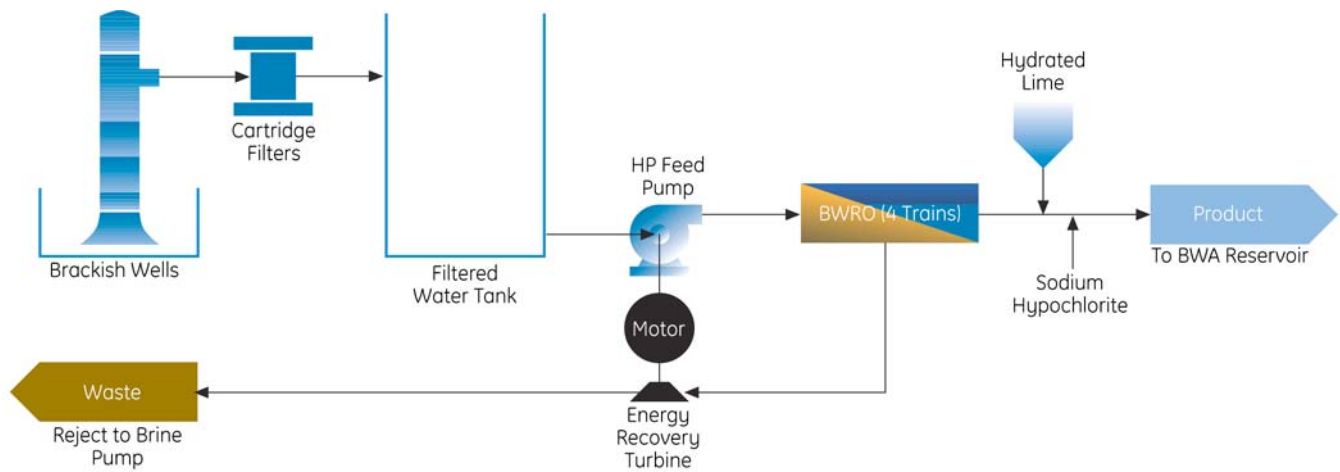 Brackish Wells
Cartridge
Filters
Filtered
Water Tank
HP Feed
Pump
Motor
Energy
Recovery
Turbine
BWRO (4 Trains)
Hydrated
Lime
Sodium
Hypochlorite
Product
To BWA Reservoir
Waste
Reject to Brine
Pump